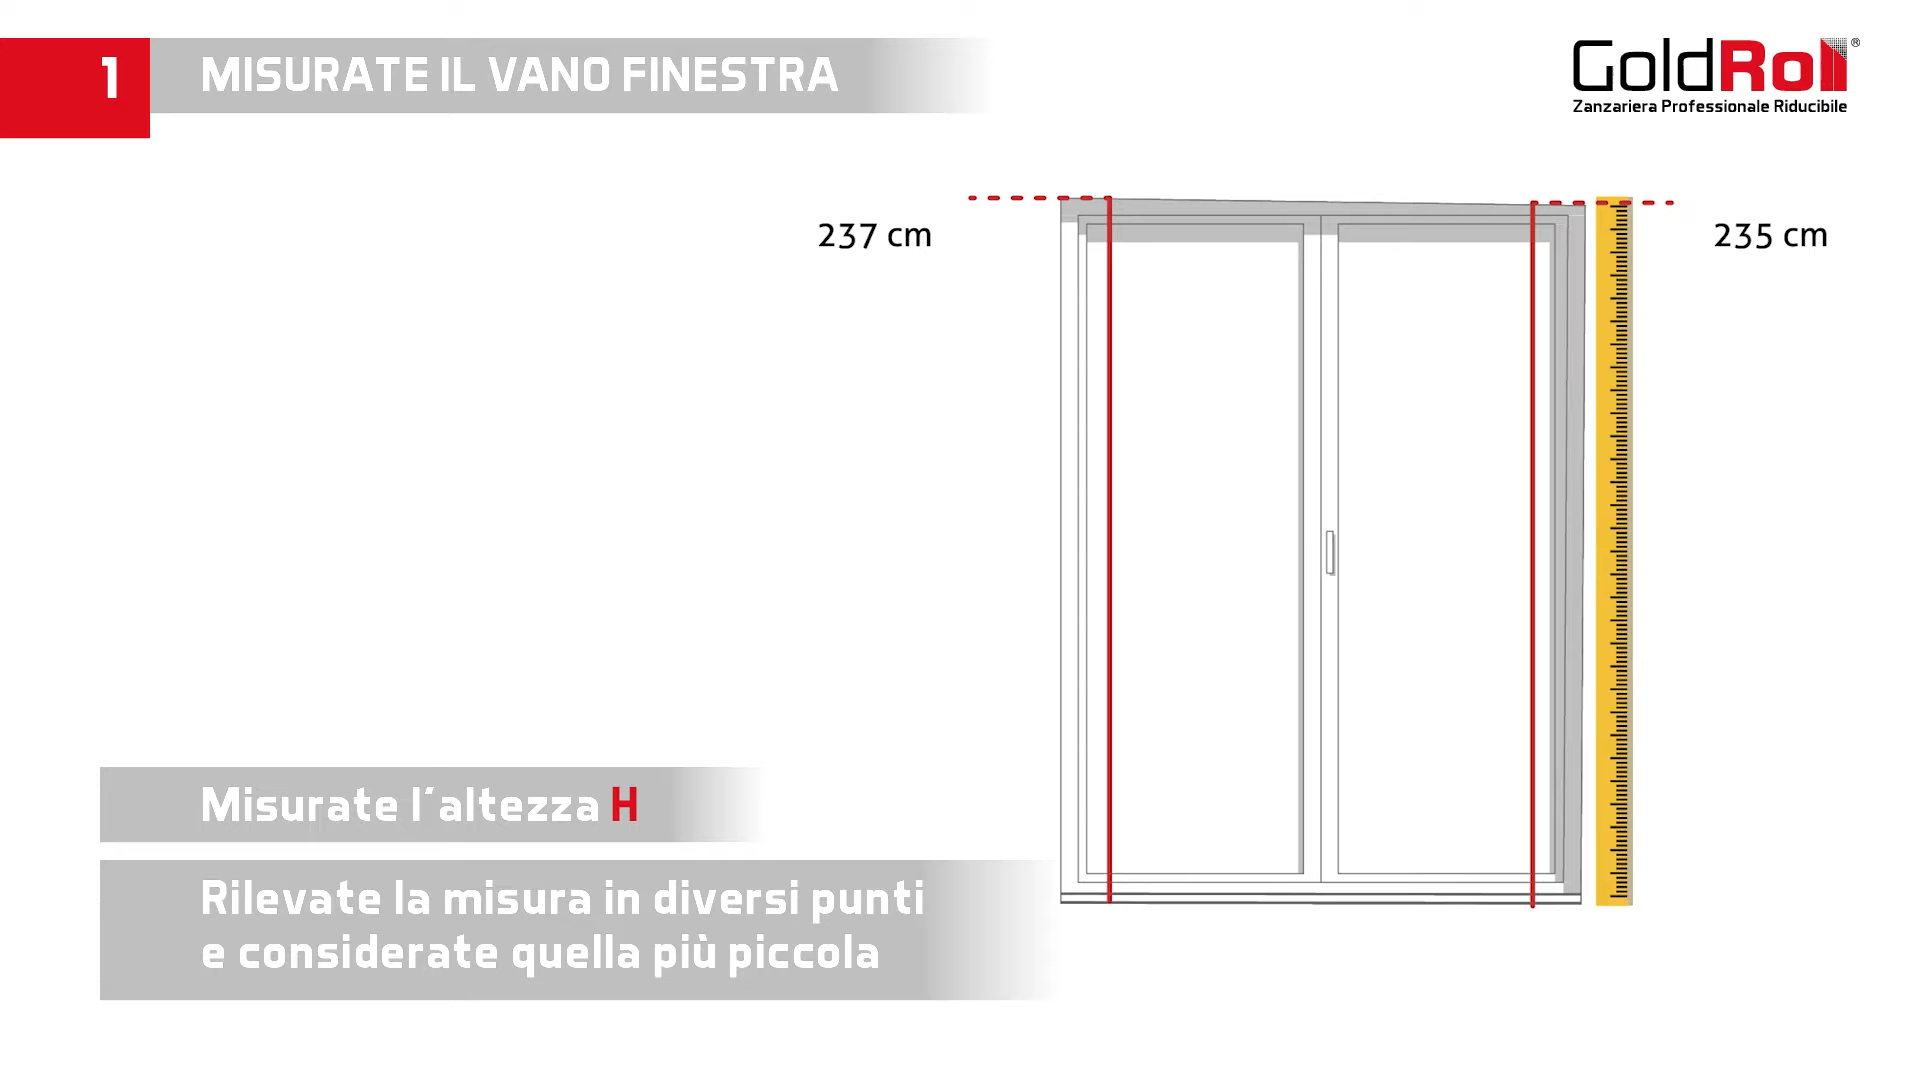 1
MISURATE IL VANO FINESTRA
GoldRoll®
Zanzariera Professionale Riducibile
237 cm
235 cm
Misurate l'altezza H
Rilevate la misura in diversi punti
e considerate quella più piccola